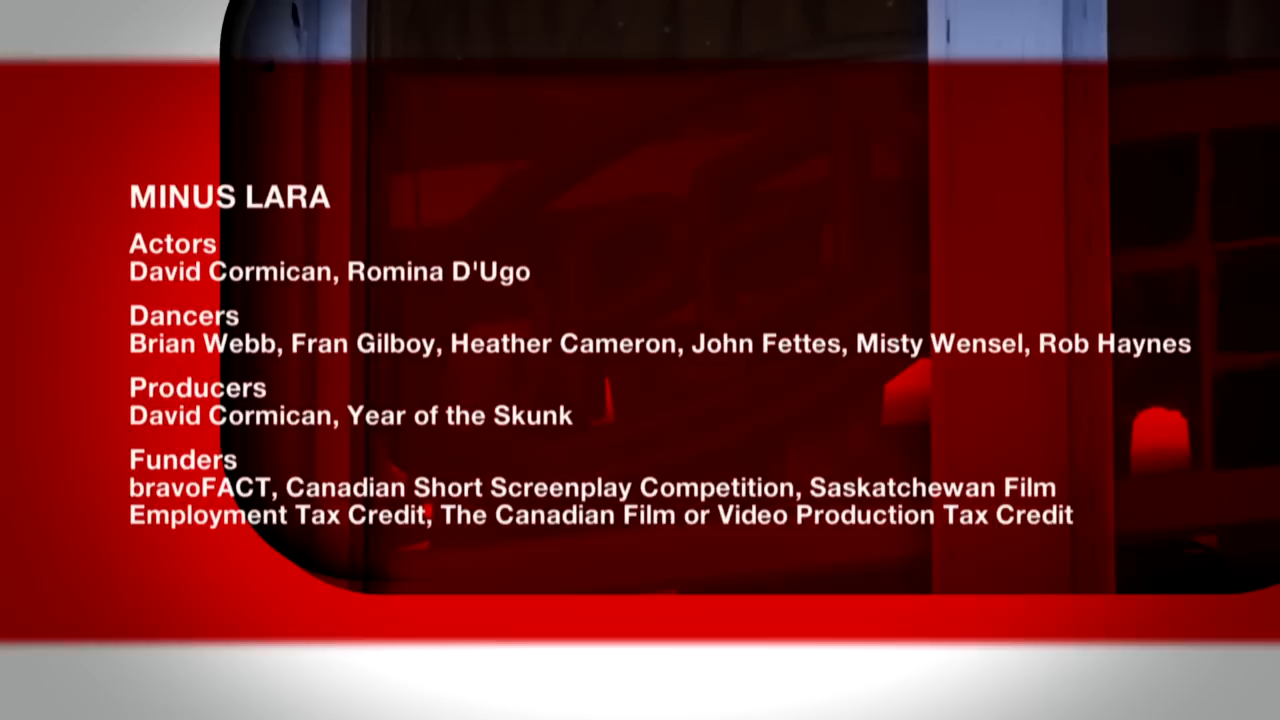 MINUS LARA
Actors
David Cormican, Romina D'Ugo
Dancers
Brian Webb, Fran Gilboy, Heather Cameron, John Fettes, Misty Wensel, Rob Haynes
Producers
David Cormican, Year of the Skunk
Funders
bravoFACT, Canadian Short Screenplay Competition, Saskatchewan Film
Employment Tax Credit, The Canadian Film or Video Production Tax Credit